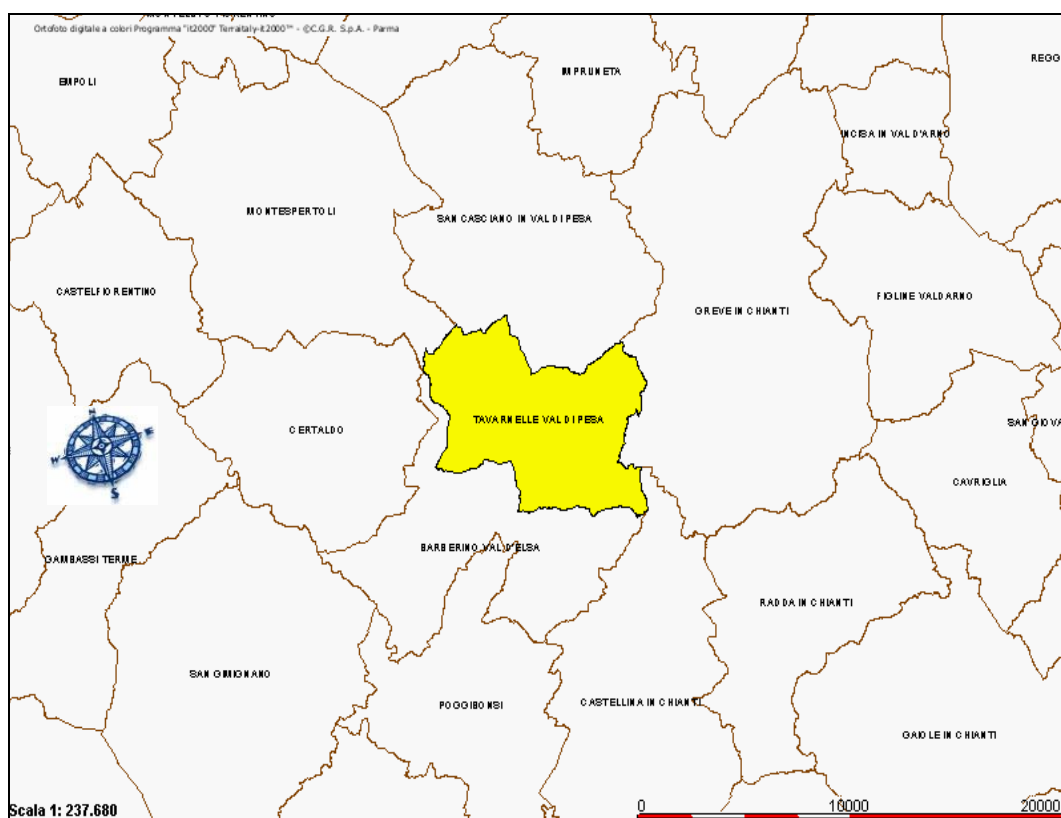 Ortofoto digitale a colori Programma "it2000" Terraitaly-it2000™ - ©C.G.R. S.p.A. - Parma
REGG
IMPRUNETA
EMPOLI
INCISA IN VAL D'ARNO
MONTESPERTOLI
SAN CASCIANO IN VAL DI PESA
CASTELFIORENTINO
FIGLINE VALDARNO
GREVE IN CHIANTI
TAVARNELLE VAL DI PESA
SAN GIOVA
CERTALDO
N
E
W
S
CAVRIGLIA
BARBERINO VAL D'ELSA
GAMBASSI TERME
RADDA IN CHIANTI
SAN GIMIGNANO
POGGIBONSI
CASTELLINA IN CHIANTI
GAIOLE IN CHIANTI
Scala 1: 237.680
0 10000 20000